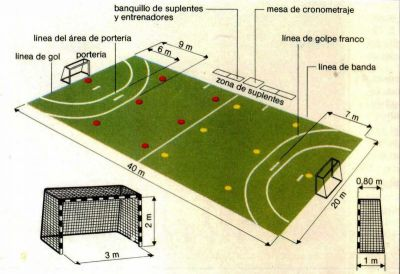 banquillo de suplentes
y entrenadores
mesa de cronometraje
línea del área de portería
9 m
línea de golpe franco
línea de gol
portería
6 m
línea de banda
zona de suplentes
7 m
40 m
20 m
0,80 m
2 m
3 m
1 m